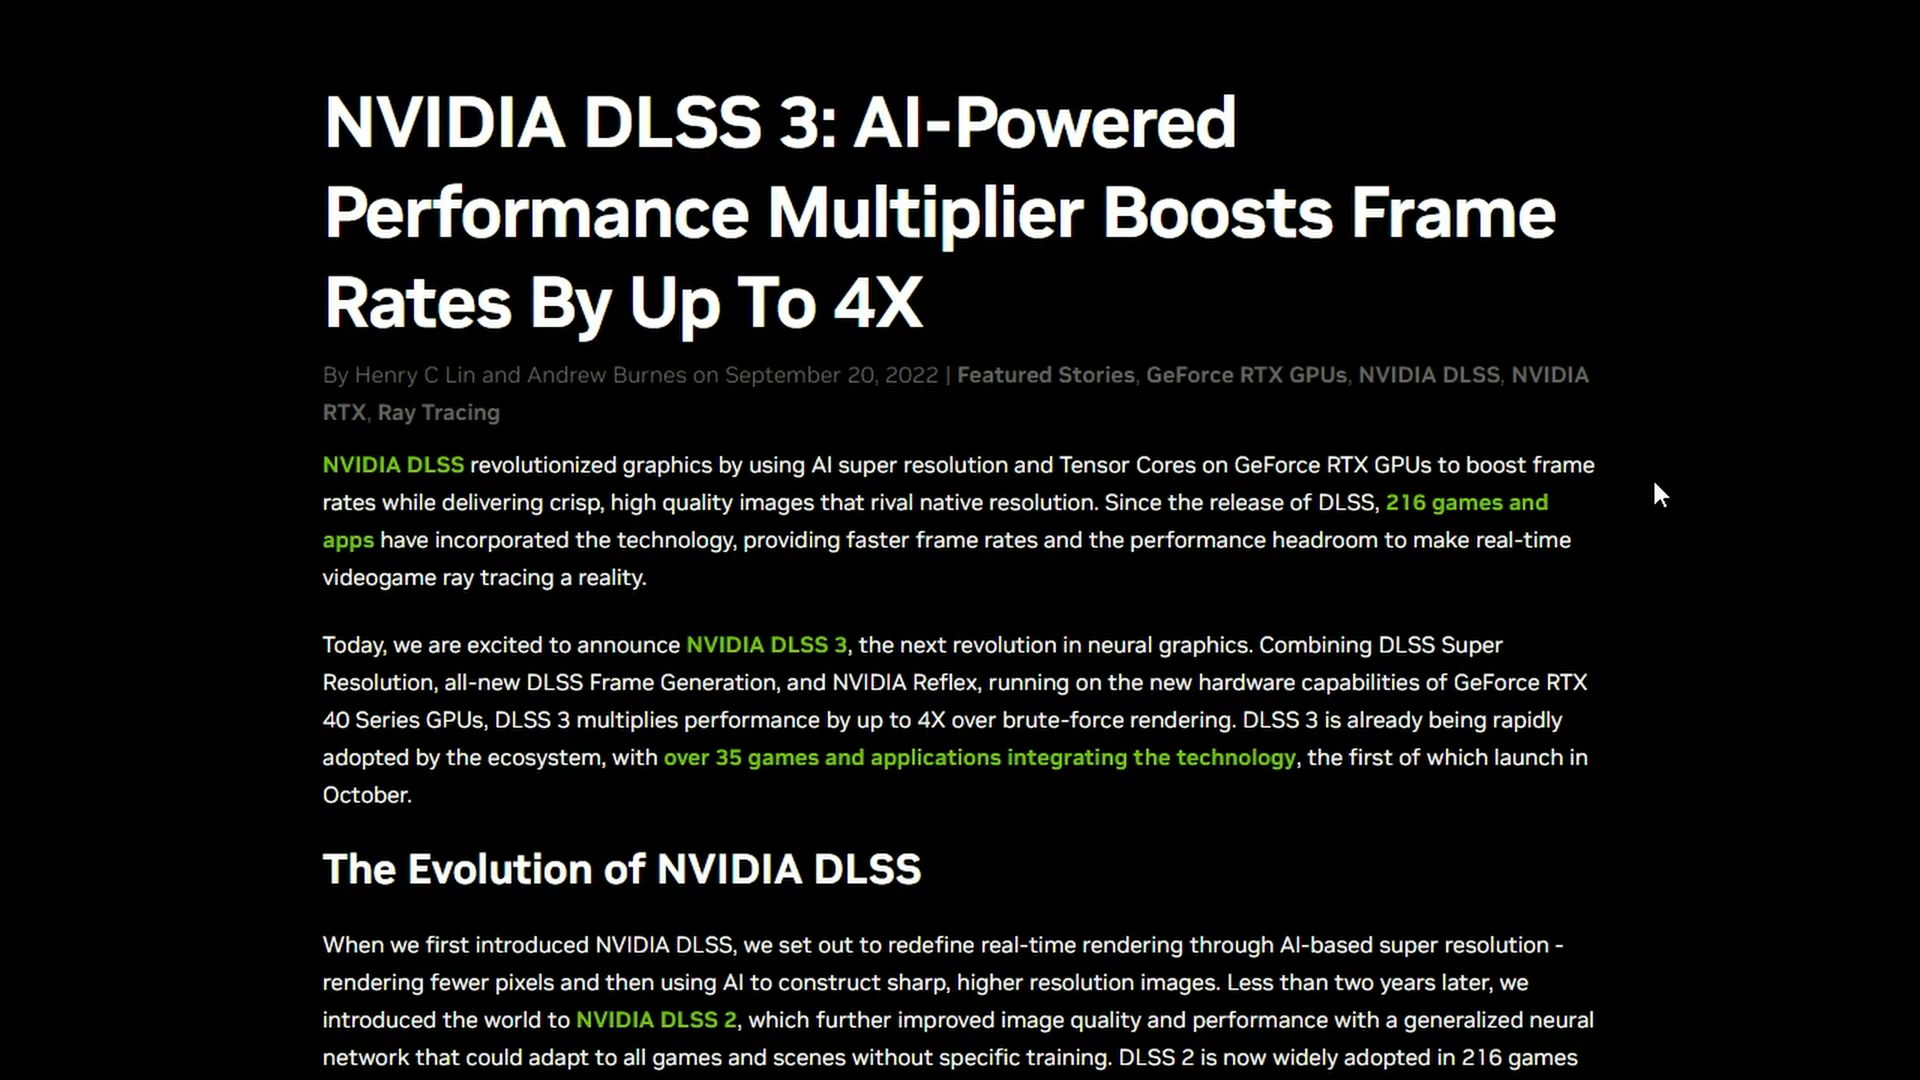 NVIDIA DLSS 3: AI-Powered
Performance Multiplier Boosts Frame
Rates By Up To 4X
By Henry C Lin and Andrew Burnes on September 20, 2022 | Featured Stories, GeForce RTX GPUs, NVIDIA DLSS, NVIDIA
RTX, Ray Tracing
NVIDIA DLSS revolutionized graphics by using AI super resolution and Tensor Cores on GeForce RTX GPUs to boost frame
rates while delivering crisp, high quality images that rival native resolution. Since the release of DLSS, 216 games and
apps have incorporated the technology, providing faster frame rates and the performance headroom to make real-time
videogame ray tracing a reality.
Today, we are excited to announce NVIDIA DLSS 3, the next revolution in neural graphics. Combining DLSS Super
Resolution, all-new DLSS Frame Generation, and NVIDIA Reflex, running on the new hardware capabilities of GeForce RTX
40 Series GPUs, DLSS 3 multiplies performance by up to 4X over brute-force rendering. DLSS 3 is already being rapidly
adopted by the ecosystem, with over 35 games and applications integrating the technology, the first of which launch in
October.
The Evolution of NVIDIA DLSS
When we first introduced NVIDIA DLSS, we set out to redefine real-time rendering through AI-based super resolution -
rendering fewer pixels and then using AI to construct sharp, higher resolution images. Less than two years later, we
introduced the world to NVIDIA DLSS 2, which further improved image quality and performance with a generalized neural
network that could adapt to all games and scenes without specific training. DLSS 2 is now widely adopted in 216 games